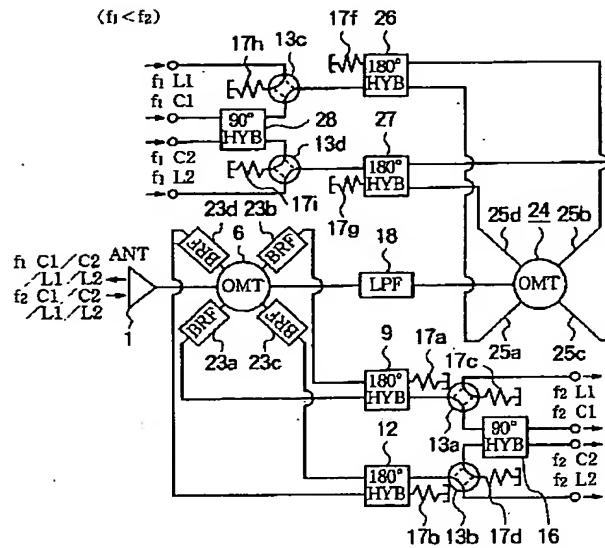 (f₁<f₂)
17h
13c
17f
26
f₁ L1
f₁ C1
180°
HYB
90°
HYB
28
27
f₁ C2
f₁ L2
13d
180°
HYB
17i
17g
23d
23b
6
25d
24
25b
18
ANT
f₁ C1/C2
/L1/L2
f₂ C1/C2
/L1/L2
BRF
BRF
OMT
LPF
OMT
BRF
BRF
1
23a
23c
9
17a
17c
25a
25c
180°
HYB
f₂ L1
f₂ C1
13a
12
90°
HYB
f₂ C2
f₂ L2
180°
HYB
17b
13b
17d
16